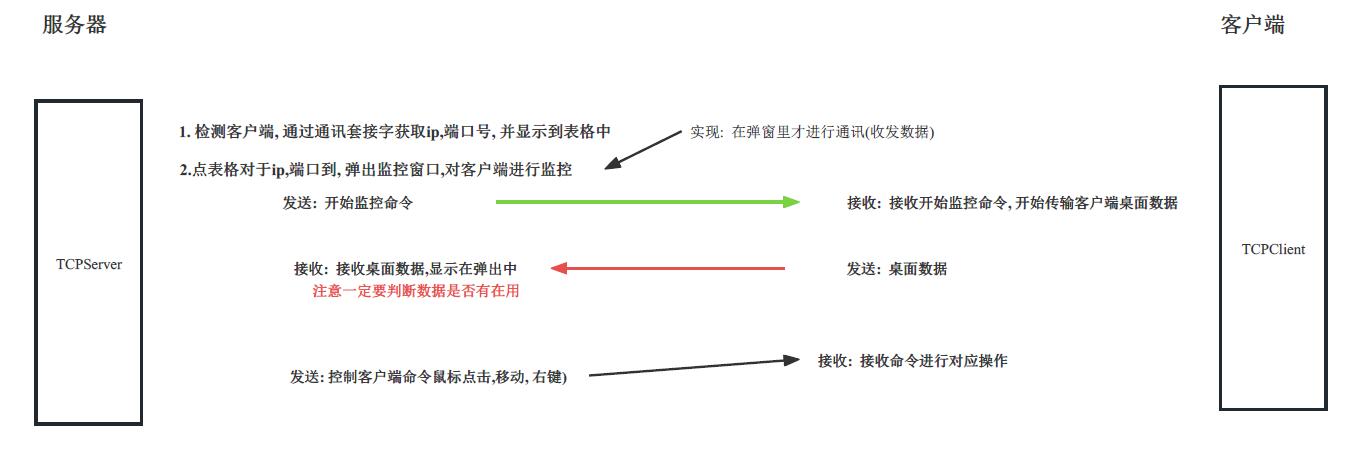 服务器
客户端
1. 检测客户端, 通过通讯套接字获取ip,端口号, 并显示到表格中
实现: 在弹窗里才进行通讯(收发数据)
2.点表格对于ip,端口到, 弹出监控窗口,对客户端进行监控
发送: 开始监控命令
接收: 接收开始监控命令, 开始传输客户端桌面数据
TCPServer
TCPClient
接收: 接收桌面数据,显示在弹出中
发送: 桌面数据
注意一定要判断数据是否有在用
发送: 控制客户端命令鼠标点击,移动, 右键)
接收: 接收命令进行对应操作